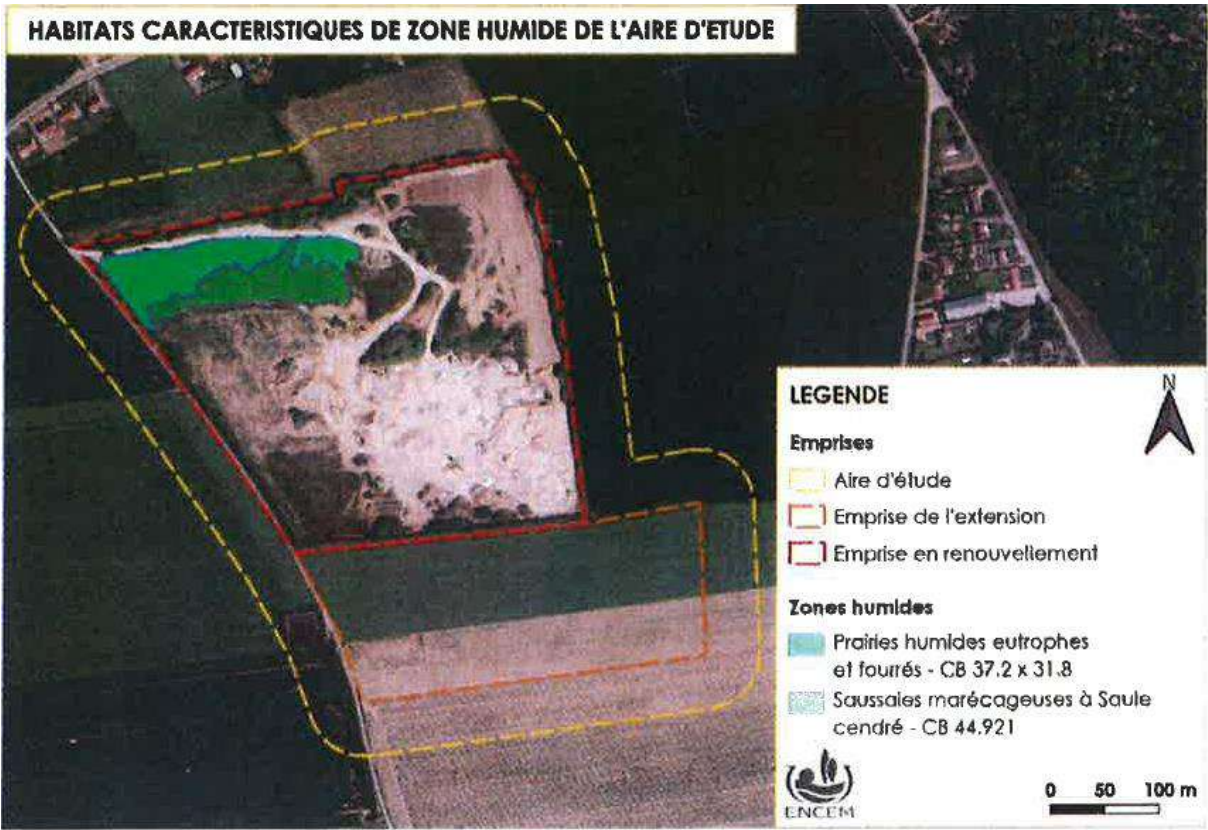 HABITATS CARACTERISTIQUES DE ZONE HUMIDE DE L'AIRE D'ETUDE
LEGENDE
N
Emprises
Aire d'étude
Emprise de l'extension
Emprise en renouvellement
Zones humides
Prairies humides eutrophes
et fourrés - CB 37.2 x 31.8
Saussaies marécageuses à Saule
cendré - CB 44.921
ENCEM
0 50 100 m